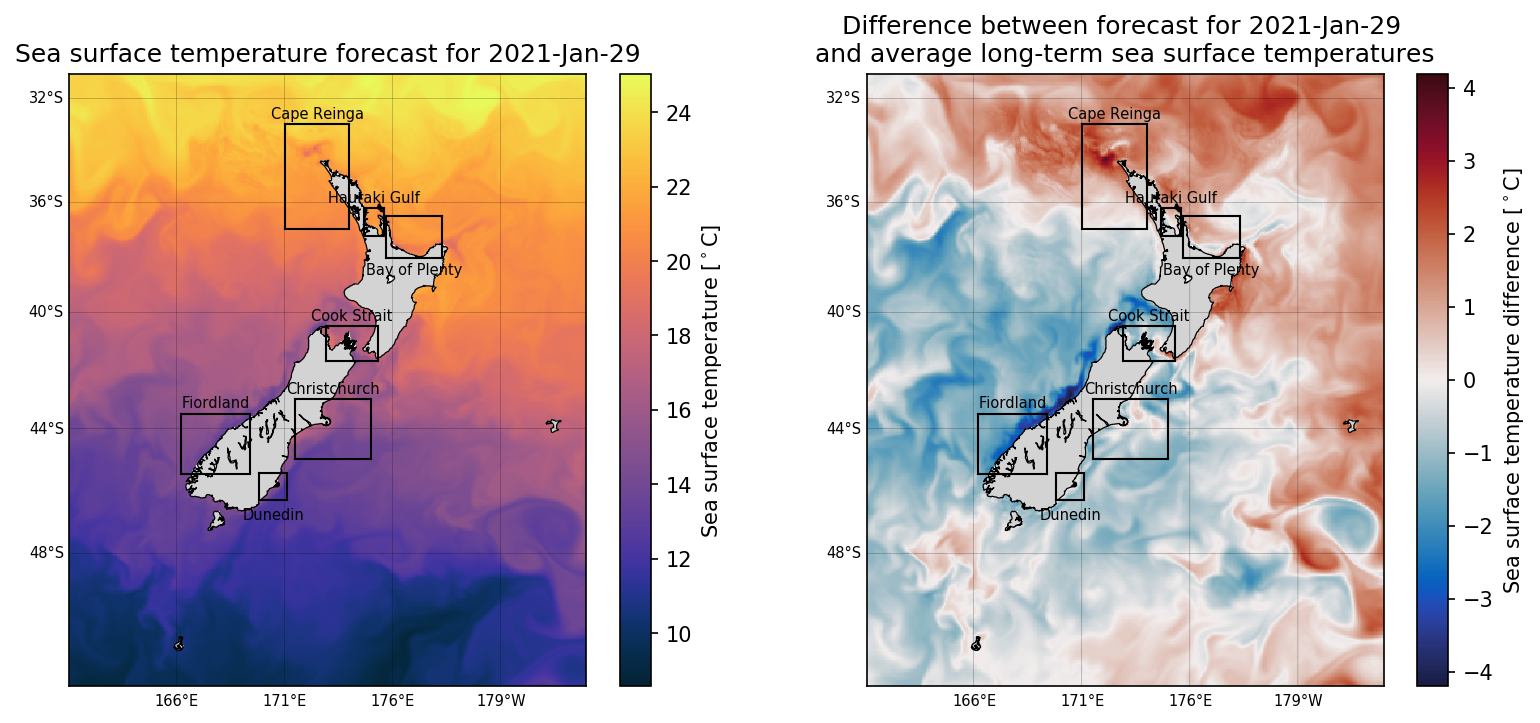 Sea surface temperature forecast for 2021-Jan-29
32°S
36°S
40°S
44°S
48°S
166°E
171°E
176°E
179°W
Cape Reinga
Hauraki Gulf
Bay of Plenty
Cook Strait
Christchurch
Fiordland
Dunedin
24
22
20
18
16
14
12
10
Sea surface temperature [°C]
Difference between forecast for 2021-Jan-29
and average long-term sea surface temperatures
32°S
36°S
40°S
44°S
48°S
166°E
171°E
176°E
179°W
Cape Reinga
Hauraki Gulf
Bay of Plenty
Cook Strait
Christchurch
Fiordland
Dunedin
4
3
2
1
0
−1
−2
−3
−4
Sea surface temperature difference [°C]